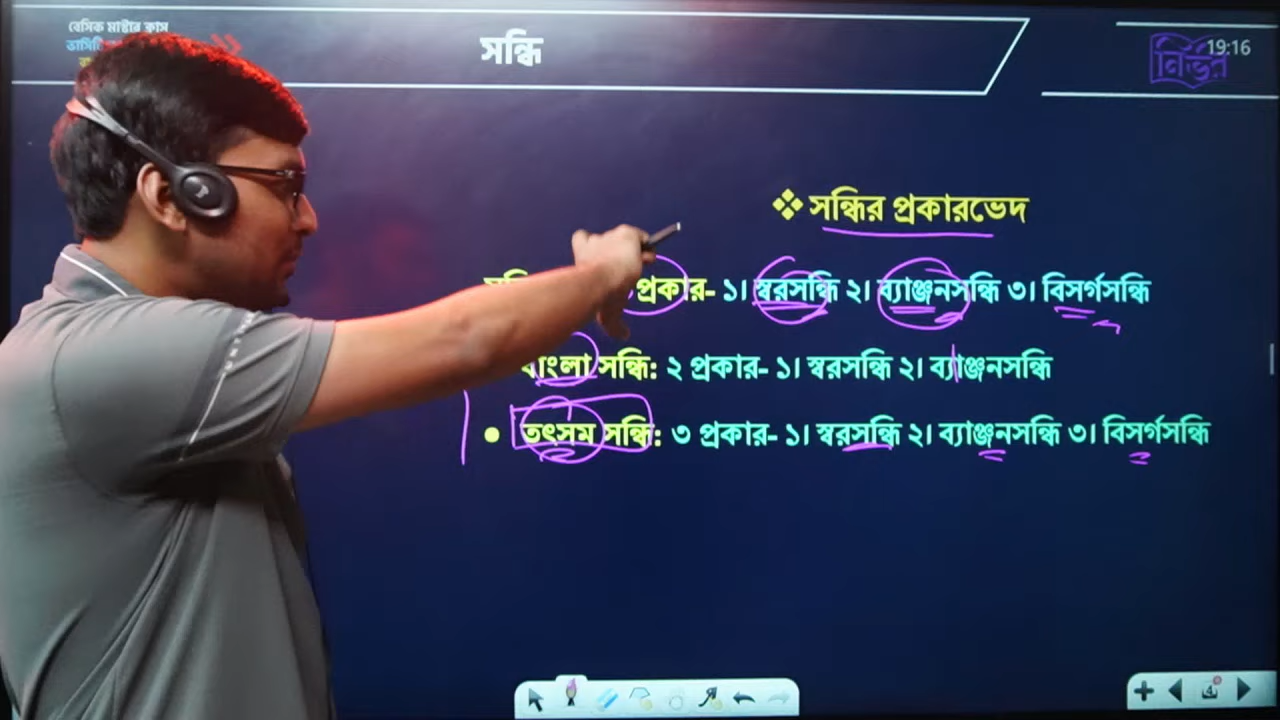 বেসিক মাস্টার ক্লাস
ভার্সিটি
সন্ধি
19:16
নির্ভর
❖ সন্ধির প্রকারভেদ
প্রকার- ১। স্বরসন্ধি ২। ব্যাঞ্জনসন্ধি ৩। বিসর্গসন্ধি
বাংলা সন্ধি: ২ প্রকার- ১। স্বরসন্ধি ২। ব্যাঞ্জনসন্ধি
• তৎসম সন্ধি: ৩ প্রকার- ১। স্বরসন্ধি ২। ব্যাঞ্জনসন্ধি ৩। বিসর্গসন্ধি